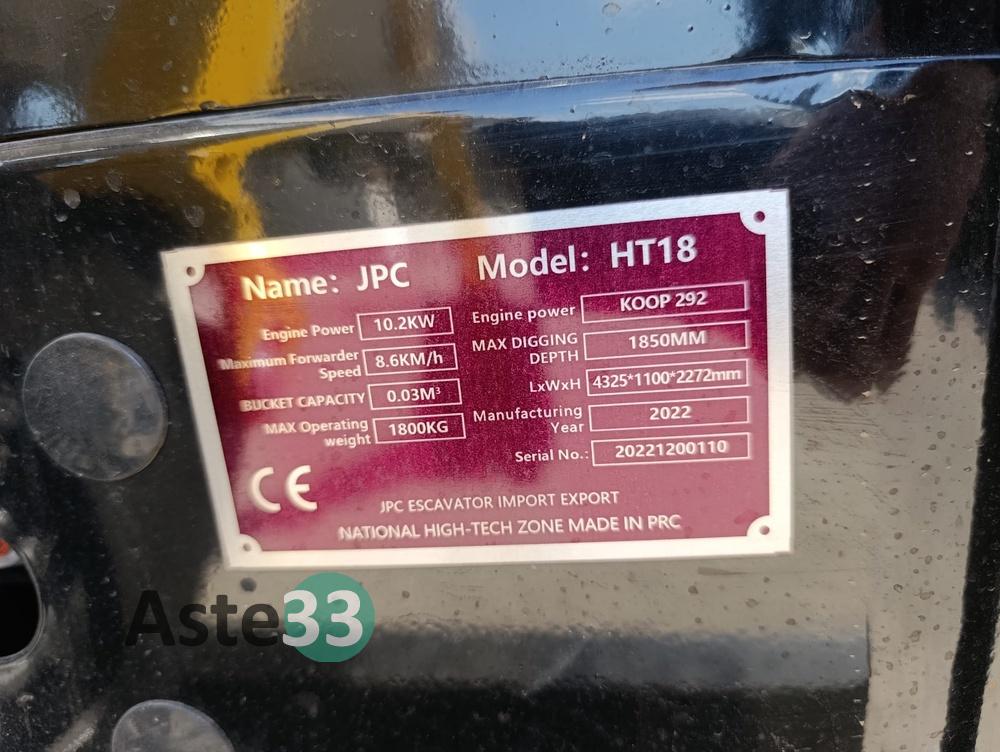 Name: JPC
Model: HT18
Engine Power 10.2KW
Maximum Forwarder Speed 8.6KM/h
BUCKET CAPACITY 0.03M³
MAX Operating weight 1800KG
Engine power KOOP 292
MAX DIGGING DEPTH 1850MM
LxWxH 4325*1100*2272mm
Manufacturing Year 2022
Serial No.: 20221200110
CE
JPC ESCAVATOR IMPORT EXPORT
NATIONAL HIGH-TECH ZONE MADE IN PRC
Aste33